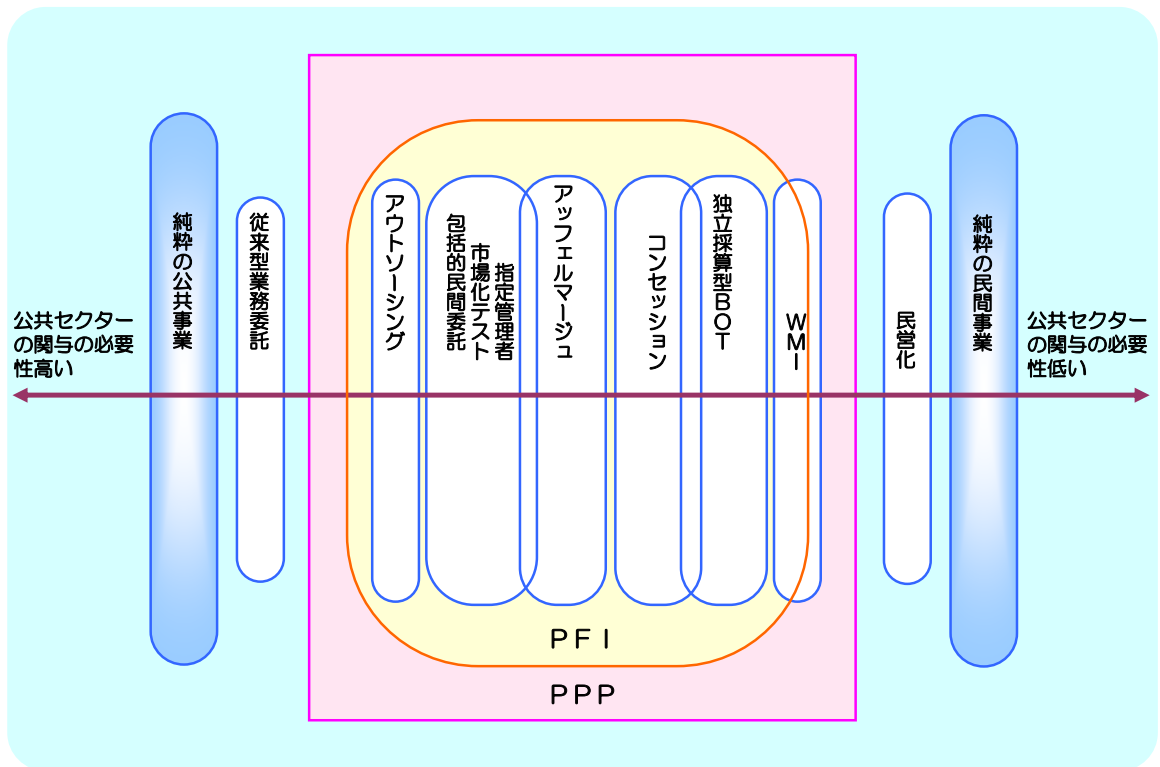 公共セクター
の関与の必要
性高い
純粋の公共事業
従来型業務委託
アウトソーシング
包括的民間委託
市場化テスト
指定管理者
アッフェルマージュ
コンセッション
独立採算型ＢＯＴ
ＷＭＩ
民営化
純粋の民間事業
公共セクター
の関与の必要
性低い
ＰＦＩ
ＰＰＰ